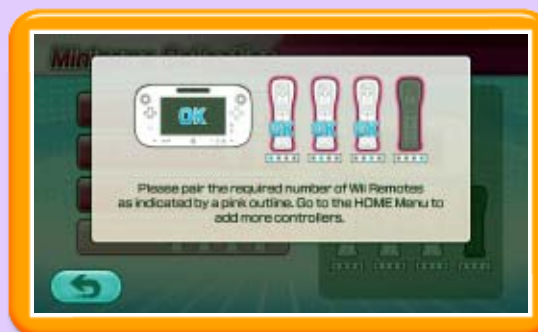 OK
OK OK OK
Please pair the required number of Wii Remotes
as indicated by a pink outline. Go to the HOME Menu to
add more controllers.